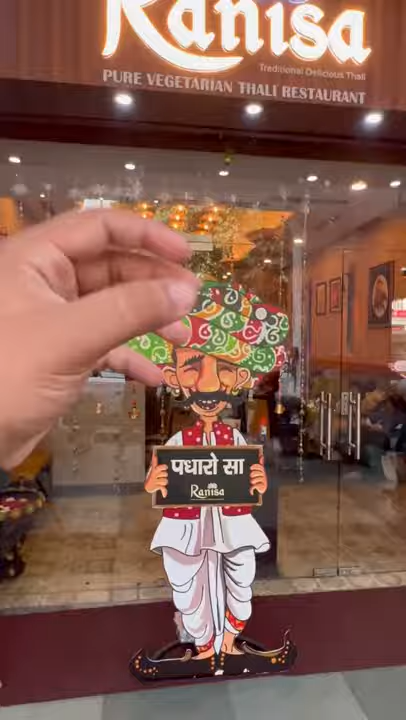 Ranisa
Traditional Delicious Thali
PURE VEGETARIAN THALI RESTAURANT
पधारो सा
Ranisa